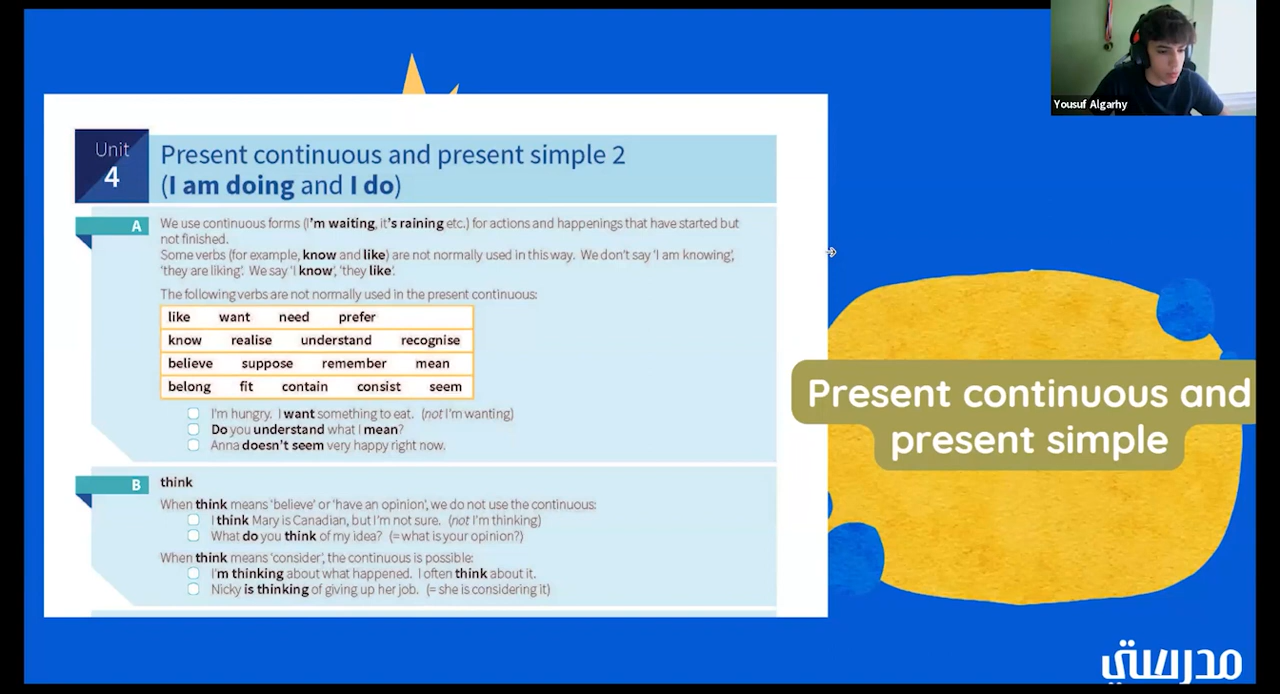 Yousuf Algarhy
Unit
4
Present continuous and present simple 2
(I am doing and I do)
A
We use continuous forms (I'm waiting, it's raining etc.) for actions and happenings that have started but
not finished.
Some verbs (for example, know and like) are not normally used in this way. We don't say 'I am knowing',
'they are liking'. We say 'I know', 'they like'.
The following verbs are not normally used in the present continuous:
like want need prefer
know realise understand recognise
believe suppose remember mean
belong fit contain consist seem
I'm hungry. I want something to eat. (not I'm wanting)
Do you understand what I mean?
Anna doesn't seem very happy right now.
B
think
When think means 'believe' or 'have an opinion', we do not use the continuous:
I think Mary is Canadian, but I'm not sure. (not I'm thinking)
What do you think of my idea? (= what is your opinion?)
When think means 'consider', the continuous is possible:
I'm thinking about what happened. I often think about it.
Nicky is thinking of giving up her job. (= she is considering it)
Present continuous and
present simple
مدرستي